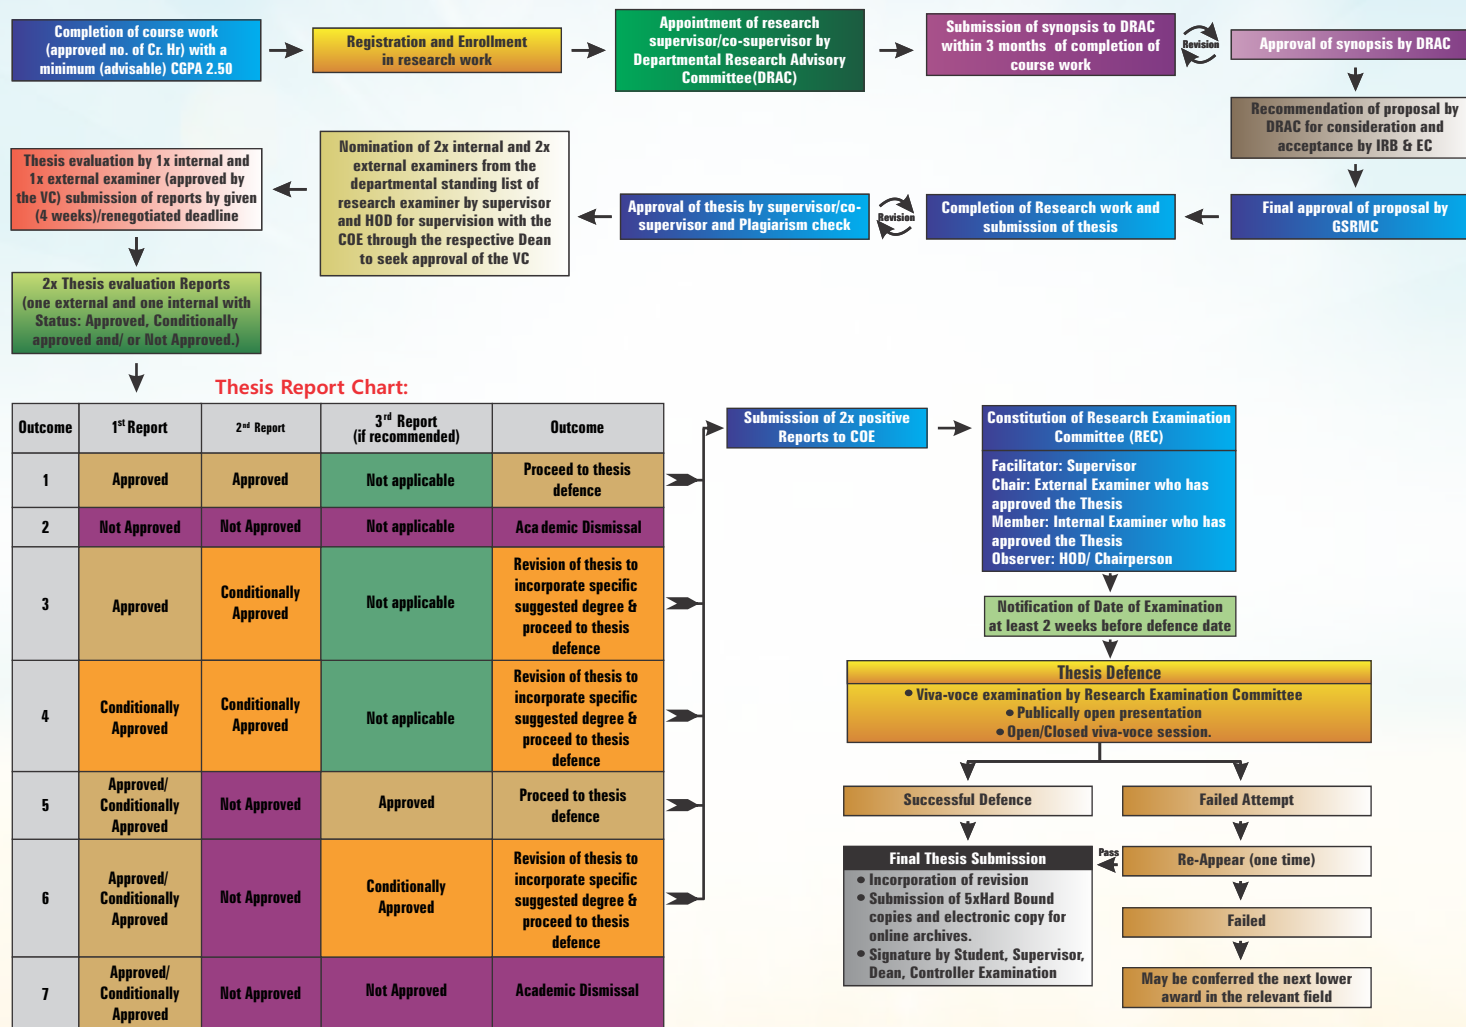 Completion of course work
(approved no. of Cr. Hr) with a
minimum (advisable) CGPA 2.50
Registration and Enrollment
in research work
Appointment of research
supervisor/co-supervisor by
Departmental Research Advisory
Committee(DRAC)
Submission of synopsis to DRAC
within 3 months of completion of
course work
Revision
Approval of synopsis by DRAC
Recommendation of proposal by
DRAC for consideration and
acceptance by IRB & EC
Final approval of proposal by
GSRMC
Completion of Research work and
submission of thesis
Revision
Approval of thesis by supervisor/co-
supervisor and Plagiarism check
Nomination of 2x internal and 2x
external examiners from the
departmental standing list of
research examiner by supervisor
and HOD for supervision with the
COE through the respective Dean
to seek approval of the VC
Thesis evaluation by 1x internal and
1x external examiner (approved by
the VC) submission of reports by given
(4 weeks)/renegotiated deadline
2x Thesis evaluation Reports
(one external and one internal with
Status: Approved, Conditionally
approved and/ or Not Approved.)
Thesis Report Chart:
Outcome
1st Report
2nd Report
3rd Report
(if recommended)
Outcome
1
Approved
Approved
Not applicable
Proceed to thesis
defence
2
Not Approved
Not Approved
Not applicable
Aca demic Dismissal
3
Approved
Conditionally
Approved
Not applicable
Revision of thesis to
incorporate specific
suggested degree &
proceed to thesis
defence
4
Conditionally
Approved
Conditionally
Approved
Not applicable
Revision of thesis to
incorporate specific
suggested degree &
proceed to thesis
defence
5
Approved/
Conditionally
Approved
Not Approved
Approved
Proceed to thesis
defence
6
Approved/
Conditionally
Approved
Not Approved
Conditionally
Approved
Revision of thesis to
incorporate specific
suggested degree &
proceed to thesis
defence
7
Approved/
Conditionally
Approved
Not Approved
Not Approved
Academic Dismissal
Submission of 2x positive
Reports to COE
Constitution of Research Examination
Committee (REC)
Facilitator: Supervisor
Chair: External Examiner who has
approved the Thesis
Member: Internal Examiner who has
approved the Thesis
Observer: HOD/ Chairperson
Notification of Date of Examination
at least 2 weeks before defence date
Thesis Defence
● Viva-voce examination by Research Examination Committee
● Publically open presentation
● Open/Closed viva-voce session.
Successful Defence
Failed Attempt
Final Thesis Submission
● Incorporation of revision
● Submission of 5xHard Bound
copies and electronic copy for
online archives.
● Signature by Student, Supervisor,
Dean, Controller Examination
Pass
Re-Appear (one time)
Failed
May be conferred the next lower
award in the relevant field